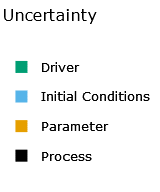 Uncertainty
Driver
Initial Conditions
Parameter
Process